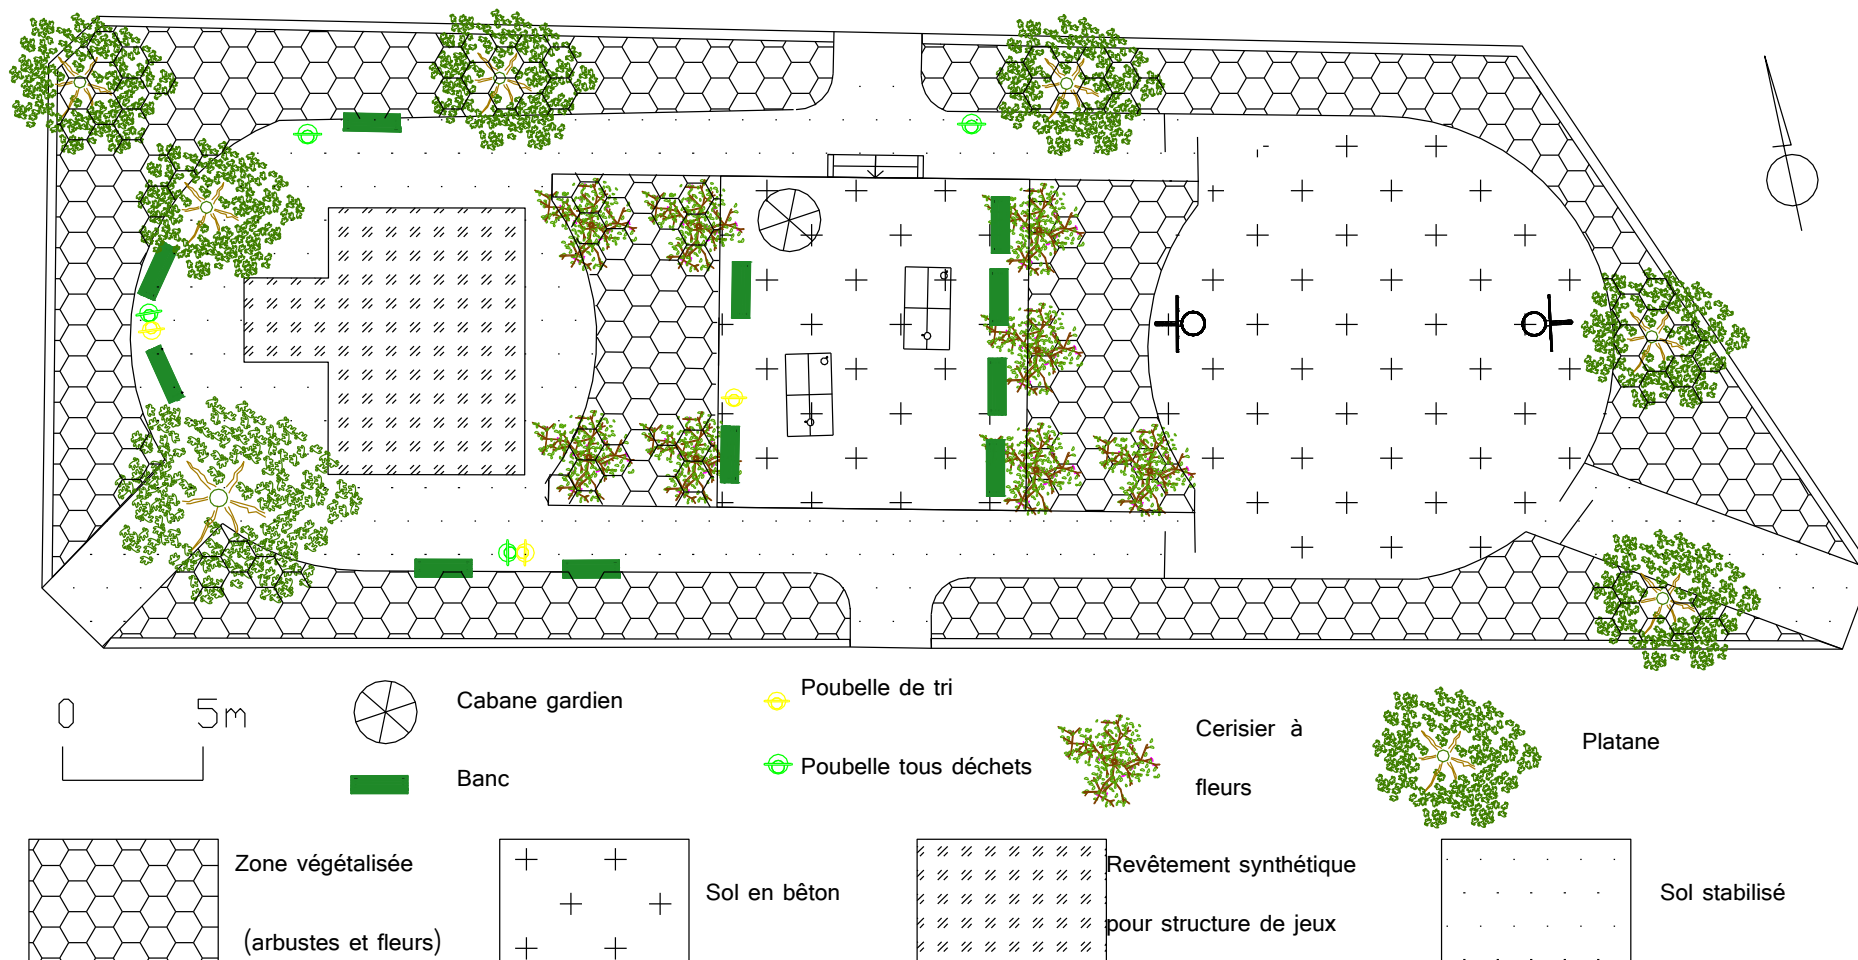 0 5m
Cabane gardien
Banc
Poubelle de tri
Poubelle tous déchets
Cerisier à
fleurs
Platane
Zone végétalisée
(arbustes et fleurs)
Sol en bêton
Revêtement synthétique
pour structure de jeux
Sol stabilisé